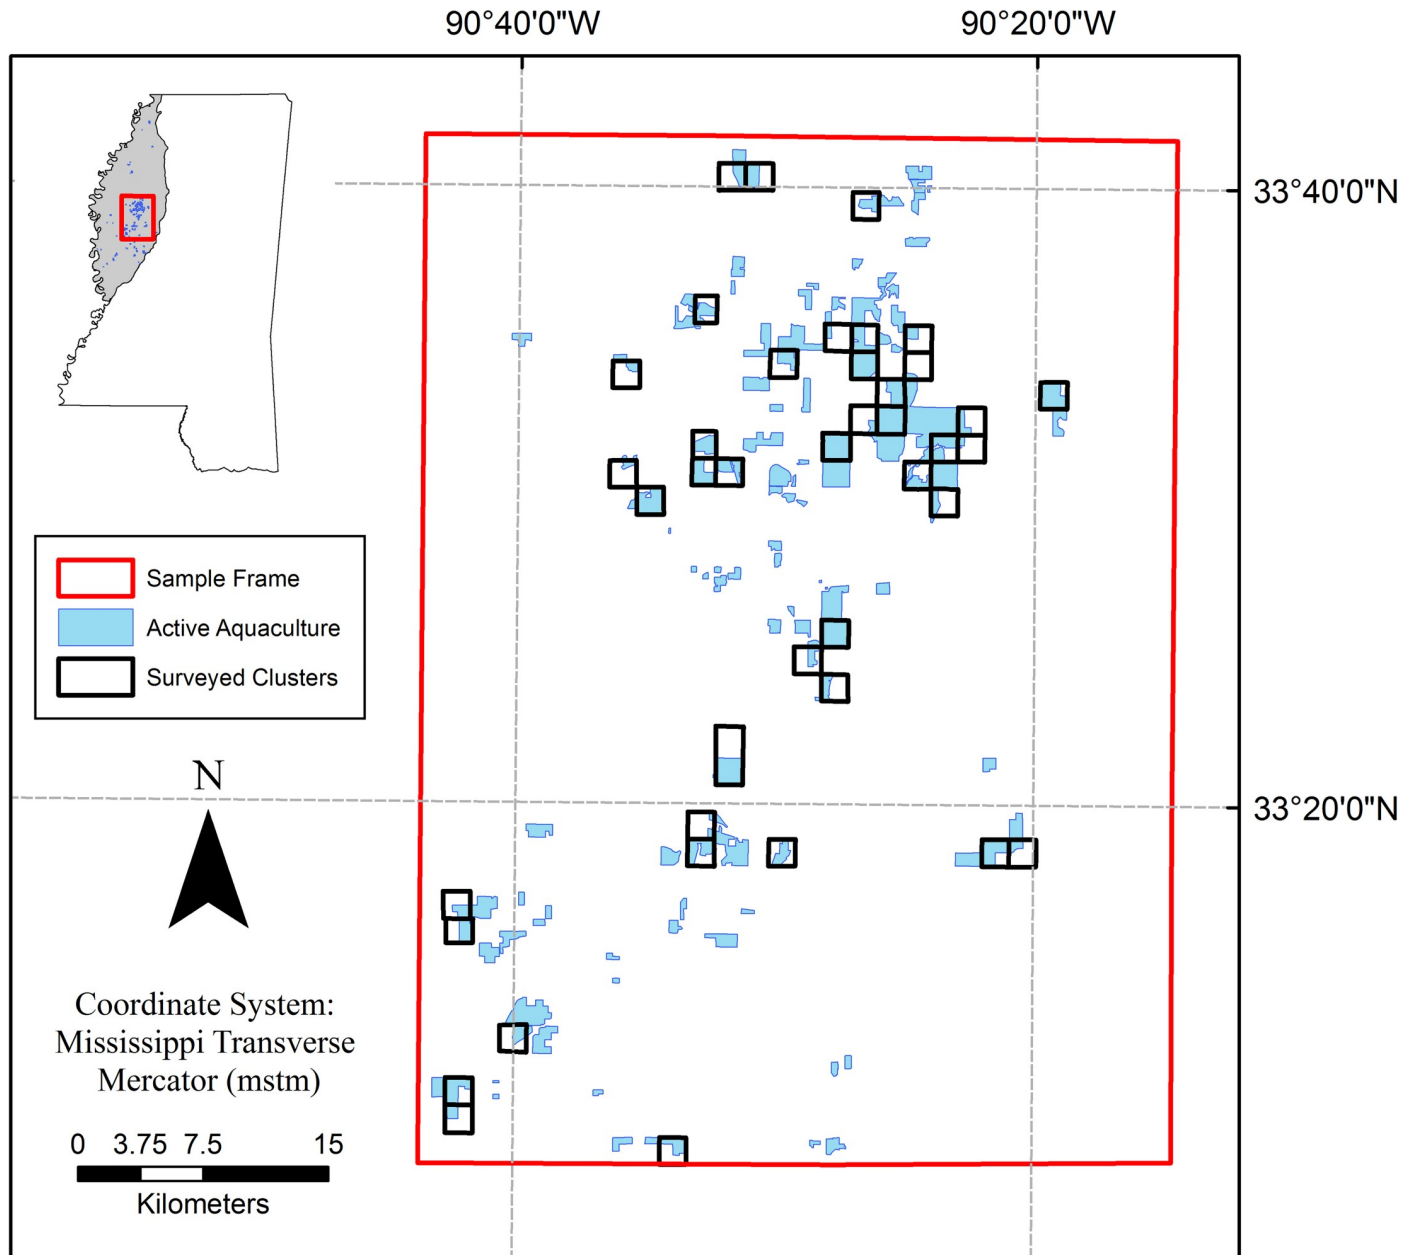 90°40'0"W
90°20'0"W
33°40'0"N
Sample Frame
Active Aquaculture
Surveyed Clusters
N
33°20'0"N
Coordinate System:
Mississippi Transverse
Mercator (mstm)
0 3.75 7.5 15
Kilometers